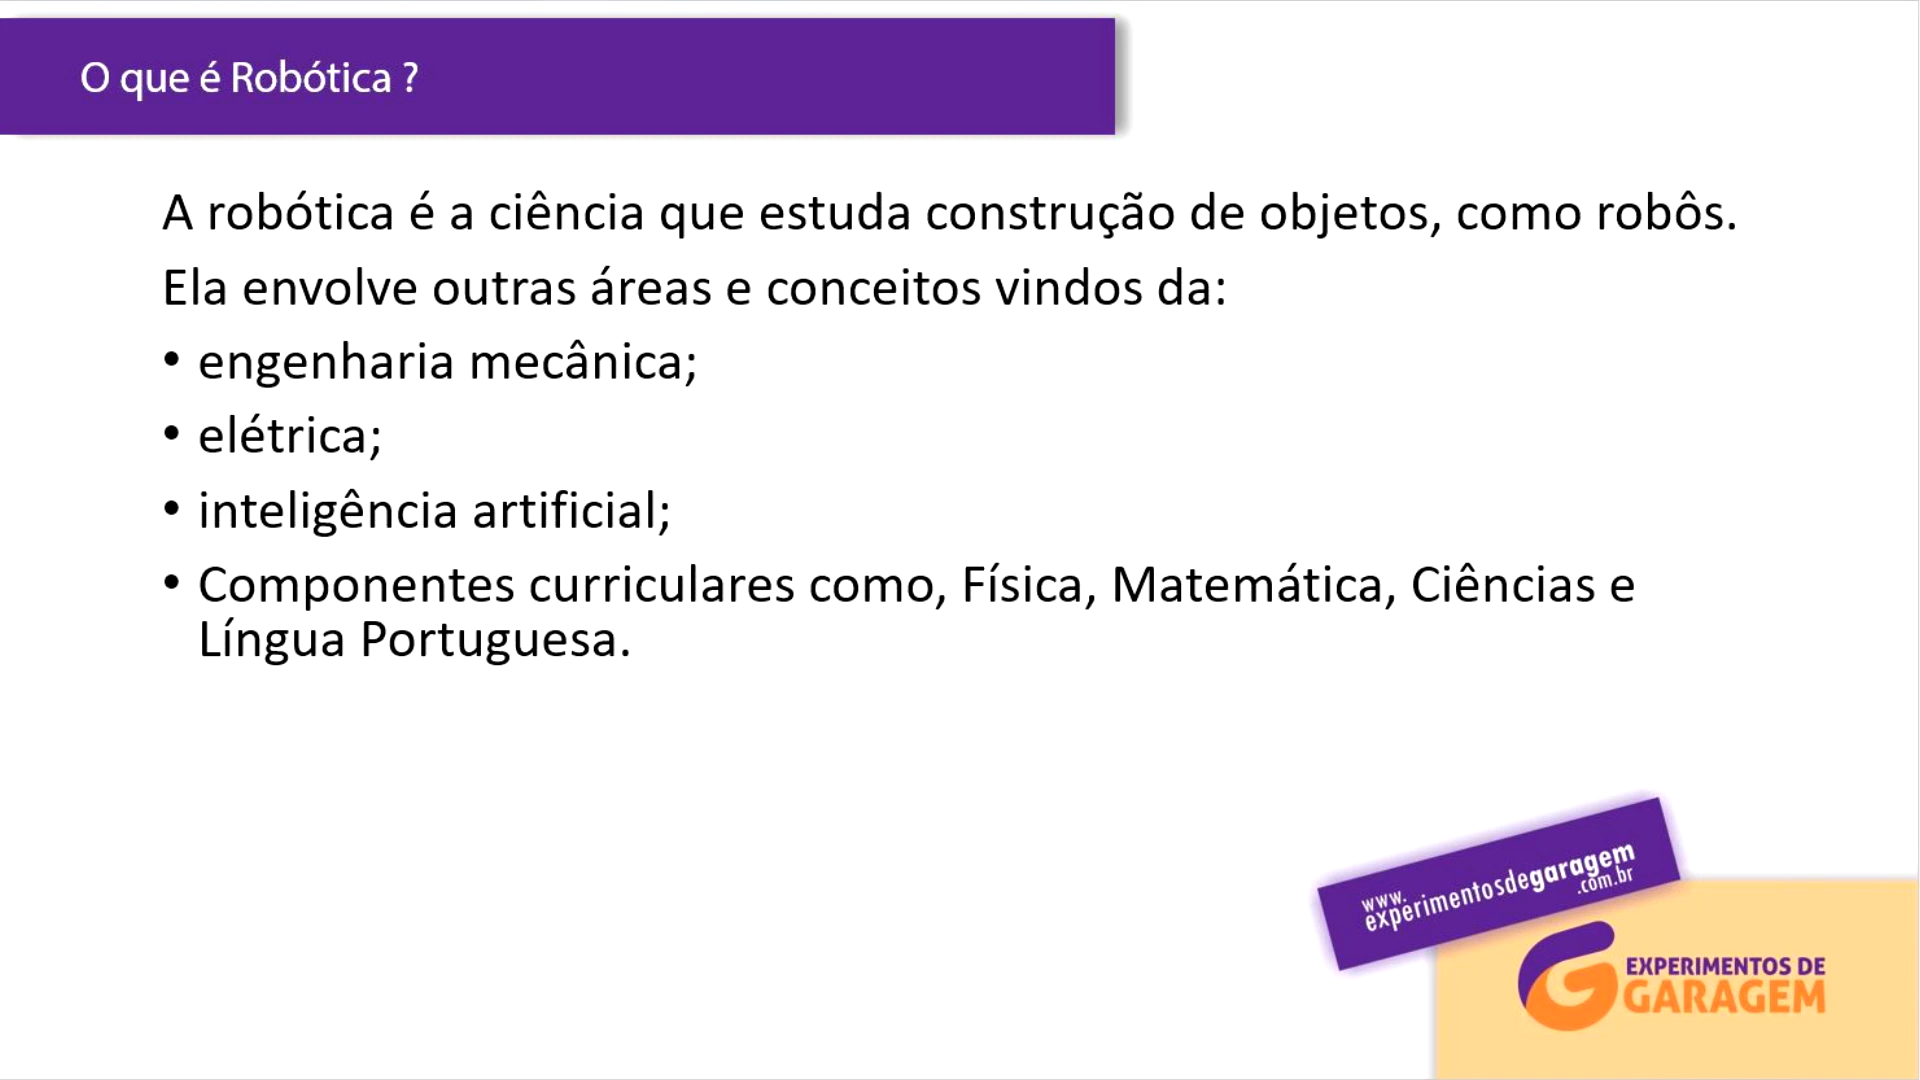 O que é Robótica ?
A robótica é a ciência que estuda construção de objetos, como robôs.
Ela envolve outras áreas e conceitos vindos da:
• engenharia mecânica;
• elétrica;
• inteligência artificial;
• Componentes curriculares como, Física, Matemática, Ciências e
Língua Portuguesa.
www.
experimentosdegaragem
.com.br
EXPERIMENTOS DE
GARAGEM